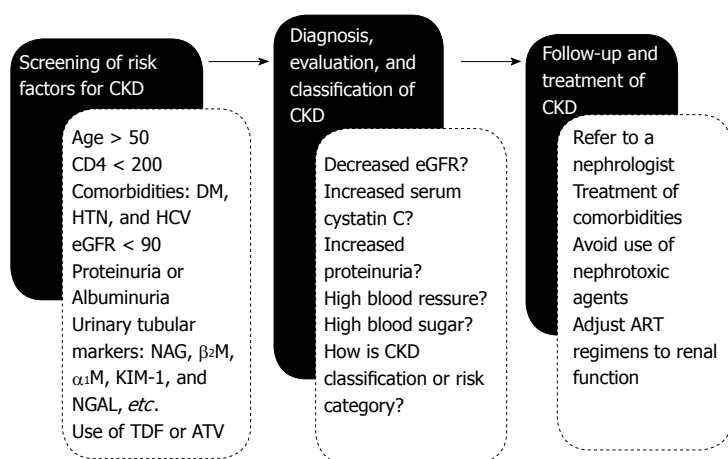 Screening of risk
factors for CKD
Age > 50
CD4 < 200
Comorbidities: DM,
HTN, and HCV
eGFR < 90
Proteinuria or
Albuminuria
Urinary tubular
markers: NAG, β2M,
α1M, KIM-1, and
NGAL, etc.
Use of TDF or ATV
Diagnosis,
evaluation, and
classification of
CKD
Decreased eGFR?
Increased serum
cystatin C?
Increased
proteinuria?
High blood ressure?
High blood sugar?
How is CKD
classification or risk
category?
Follow-up and
treatment of
CKD
Refer to a
nephrologist
Treatment of
comorbidities
Avoid use of
nephrotoxic
agents
Adjust ART
regimens to renal
function